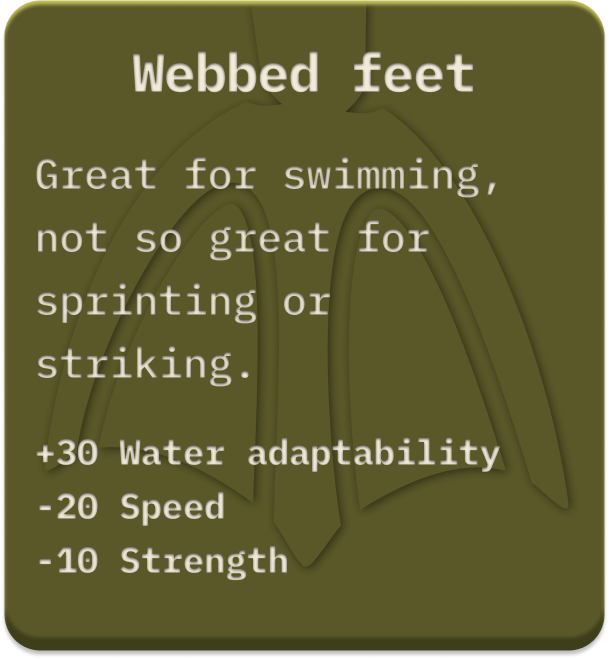 Webbed feet
Great for swimming,
not so great for
sprinting or
striking.
+30 Water adaptability
-20 Speed
-10 Strength